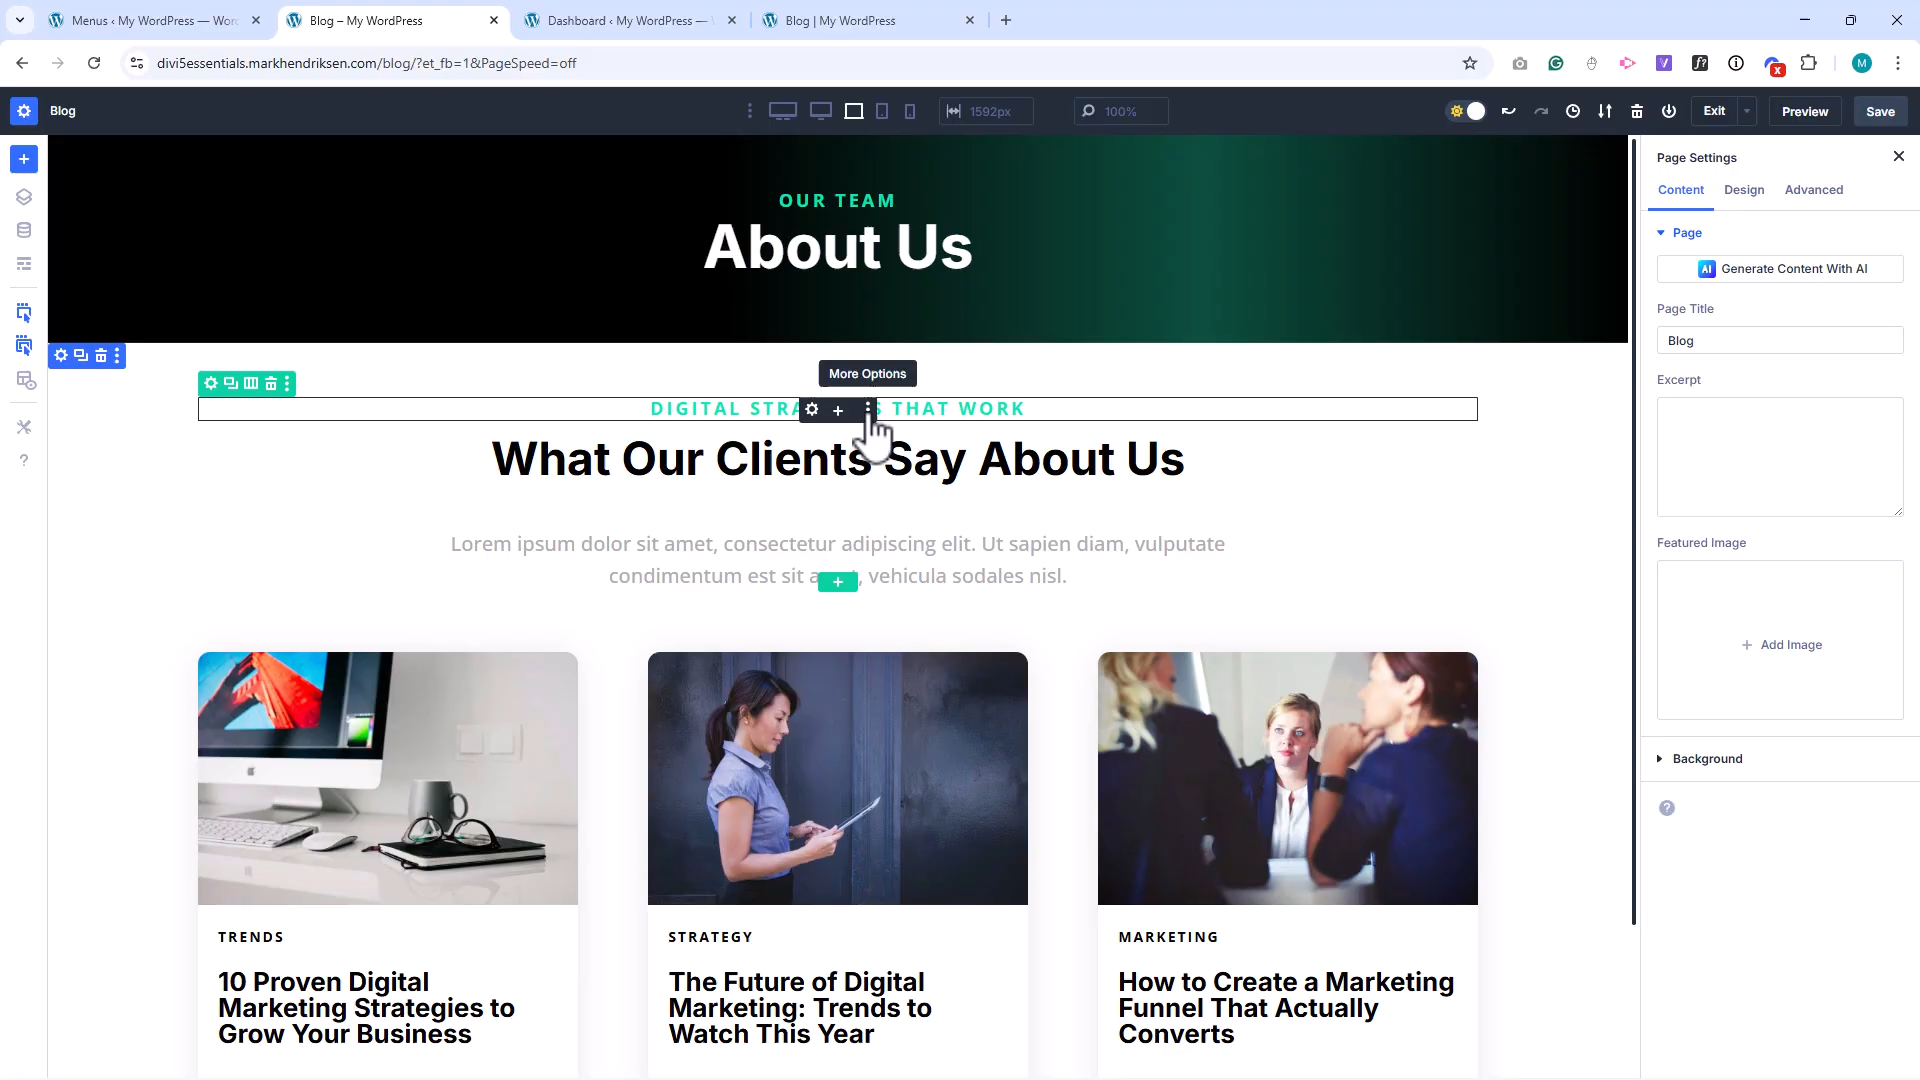 Menus ‹ My WordPress — Wor
Blog – My WordPress
Dashboard ‹ My WordPress —
Blog | My WordPress
divi5essentials.markhendriksen.com/blog/?et_fb=1&PageSpeed=off
Blog
1592px
100%
Exit
Preview
Save
OUR TEAM
About Us
More Options
DIGITAL THAT WORK
What Our Clients Say About Us
Lorem ipsum dolor sit amet, consectetur adipiscing elit. Ut sapien diam, vulputate
condimentum est sit , vehicula sodales nisl.
TRENDS
10 Proven Digital
Marketing Strategies to
Grow Your Business
STRATEGY
The Future of Digital
Marketing: Trends to
Watch This Year
MARKETING
How to Create a Marketing
Funnel That Actually
Converts
Page Settings
Content
Design
Advanced
Page
AI Generate Content With AI
Page Title
Blog
Excerpt
Featured Image
Add Image
Background